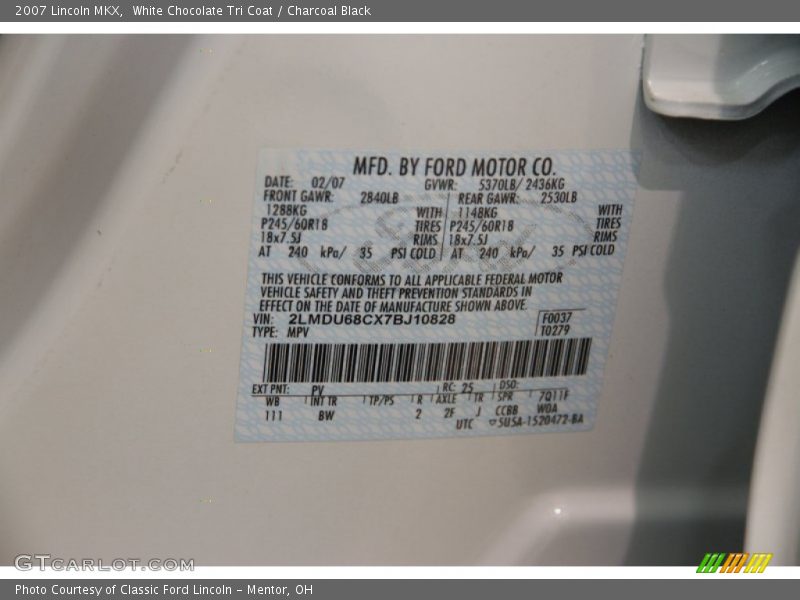 2007 Lincoln MKX, White Chocolate Tri Coat / Charcoal Black
MFD. BY FORD MOTOR CO.
DATE: 02/07 GVWR: 5370LB/ 2436KG
FRONT GAWR: 2840LB REAR GAWR: 2530LB
1288KG WITH 1148KG WITH
P245/60R18 TIRES P245/60R18 TIRES
18x7.5J RIMS 18x7.5J RIMS
AT 240 kPa/ 35 PSI COLD AT 240 kPa/ 35 PSI COLD
THIS VEHICLE CONFORMS TO ALL APPLICABLE FEDERAL MOTOR
VEHICLE SAFETY AND THEFT PREVENTION STANDARDS IN
EFFECT ON THE DATE OF MANUFACTURE SHOWN ABOVE.
VIN: 2LMDU68CX7BJ10828 F0037
TYPE: MPV T0279
EXT PNT: PV RC: 25 DSO:
WB INT TR TP/PS R AXLE TR SPR 7Q11F
111 BW 2 2F J CCBB WOA
UTC 5U5A-1520472-BA
GTCARLOT.COM
Photo Courtesy of Classic Ford Lincoln – Mentor, OH